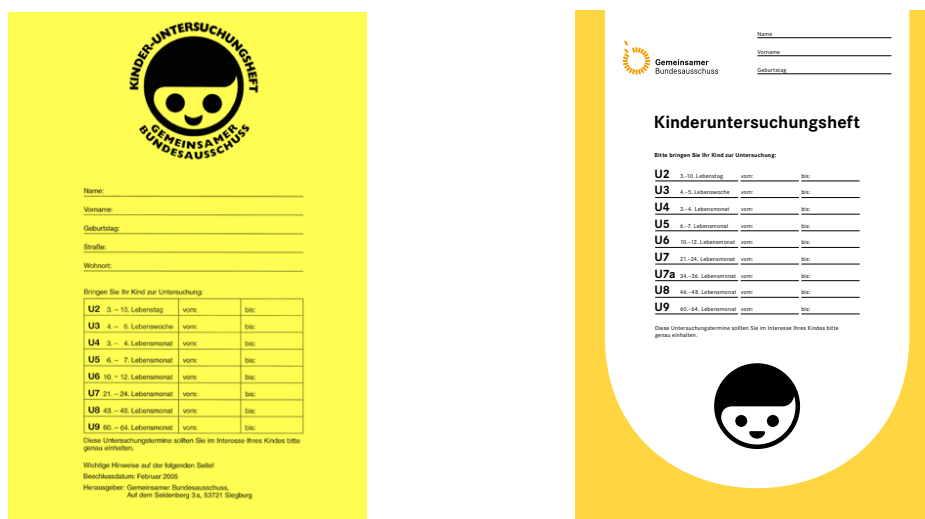 KINDER-UNTERSUCHUNGSHEFT
GEMEINSAMER
BUNDESAUSSCHUSS
Name:
Vorname:
Geburtstag:
Straße:
Wohnort:
Bringen Sie Ihr Kind zur Untersuchung:
U2 3. – 10. Lebenstag vom: bis:
U3 4. – 6. Lebenswoche vom: bis:
U4 3. – 4. Lebensmonat vom: bis:
U5 6. – 7. Lebensmonat vom: bis:
U6 10. – 12. Lebensmonat vom: bis:
U7 21. – 24. Lebensmonat vom: bis:
U8 43. – 48. Lebensmonat vom: bis:
U9 60. – 64. Lebensmonat vom: bis:
Diese Untersuchungstermine sollten Sie im Interesse Ihres Kindes bitte
genau einhalten.
Wichtige Hinweise auf der folgenden Seite!
Beschlussdatum: Februar 2005
Herausgeber: Gemeinsamer Bundesausschuss,
Auf dem Seidenberg 3a, 53721 Siegburg
Name
Vorname
Geburtstag
Gemeinsamer
Bundesausschuss
Kinderuntersuchungsheft
Bitte bringen Sie Ihr Kind zur Untersuchung:
U2 3.-10. Lebenstag vom: bis:
U3 4.-5. Lebenswoche vom: bis:
U4 3.-4. Lebensmonat vom: bis:
U5 6.-7. Lebensmonat vom: bis:
U6 10.-12. Lebensmonat vom: bis:
U7 21.-24. Lebensmonat vom: bis:
U7a 34.-36. Lebensmonat vom: bis:
U8 46.-48. Lebensmonat vom: bis:
U9 60.-64. Lebensmonat vom: bis:
Diese Untersuchungstermine sollten Sie im Interesse Ihres Kindes bitte
genau einhalten.